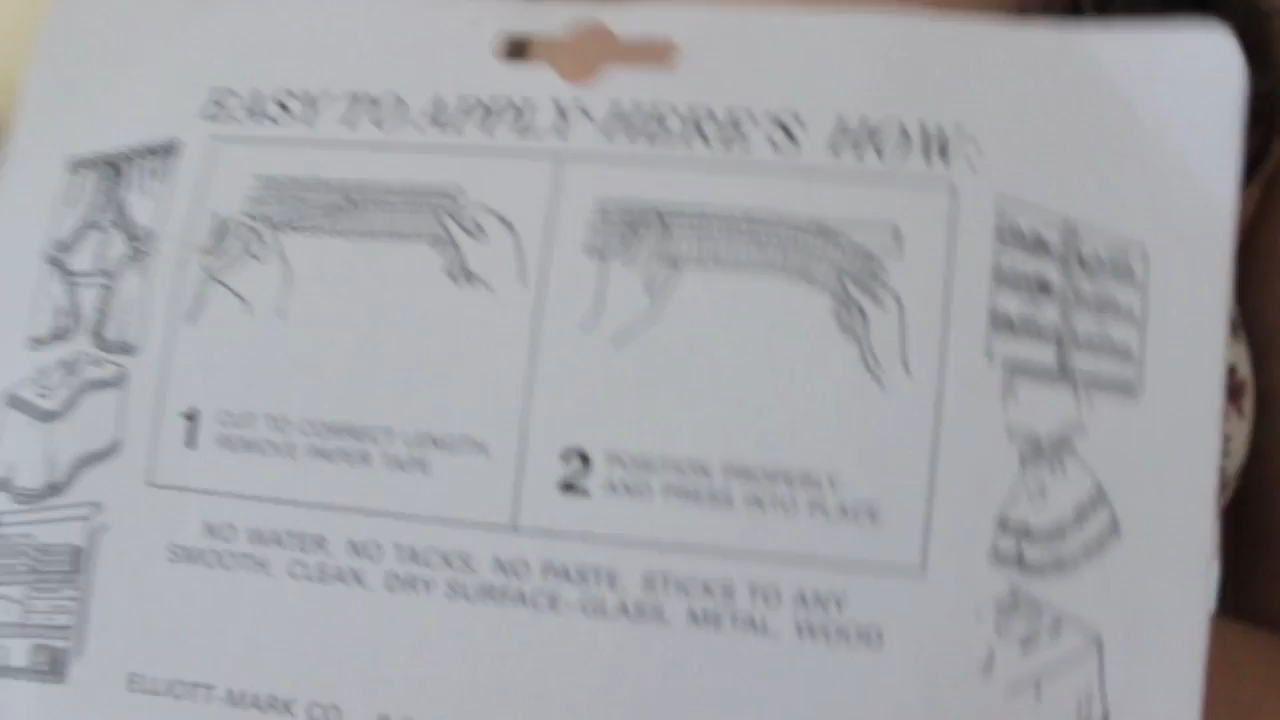 EASY TO APPLY HERE'S HOW:
1 CUT TO CORRECT LENGTH,
REMOVE PAPER TAPE
2 POSITION PROPERLY
AND PRESS INTO PLACE
NO WATER, NO TACKS, NO PASTE, STICKS TO ANY
SMOOTH, CLEAN, DRY SURFACE-GLASS, METAL, WOOD
ELLIOTT-MARK CO.